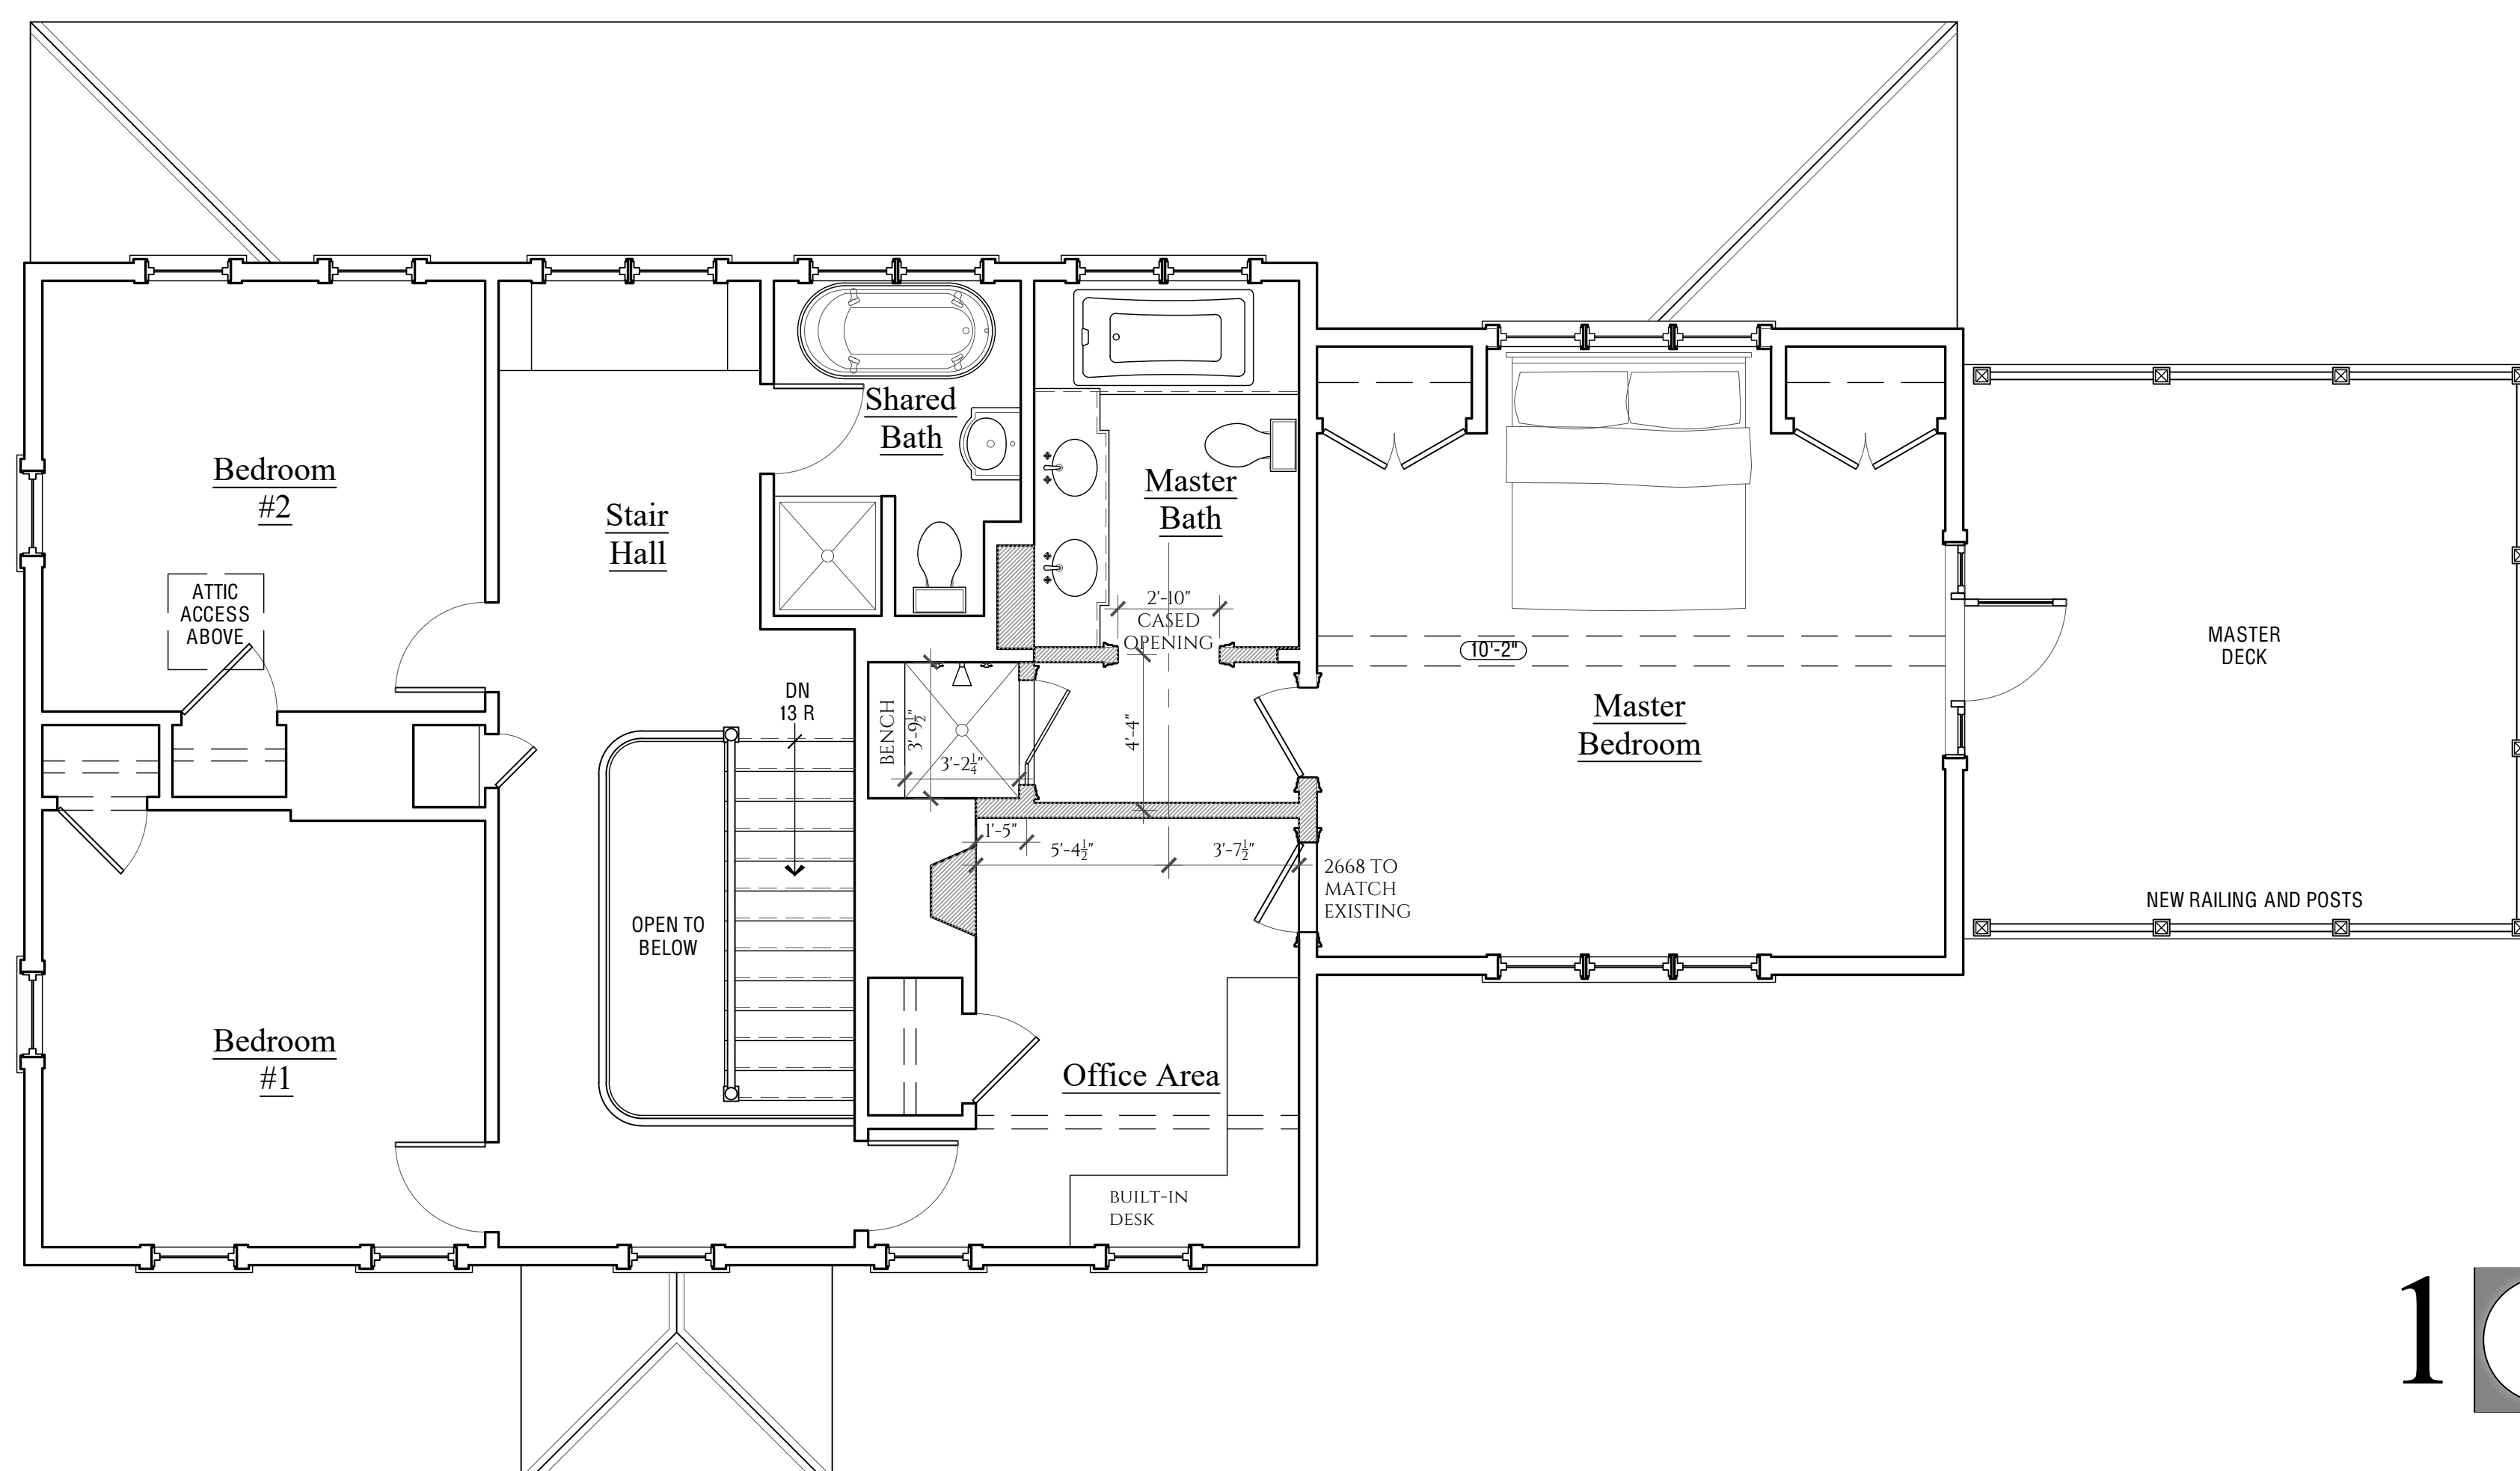 Shared
Bath
Bedroom
#2
Master
Bath
Stair
Hall
ATTIC
ACCESS
ABOVE
2'-10"
CASED
OPENING
10'-2"
MASTER
DECK
DN
13 R
BENCH
3'-9½"
3'-2¼"
4'-4"
Master
Bedroom
1'-5"
5'-4½"
3'-7½"
2668 TO
MATCH
EXISTING
NEW RAILING AND POSTS
OPEN TO
BELOW
Bedroom
#1
Office Area
BUILT-IN
DESK
1